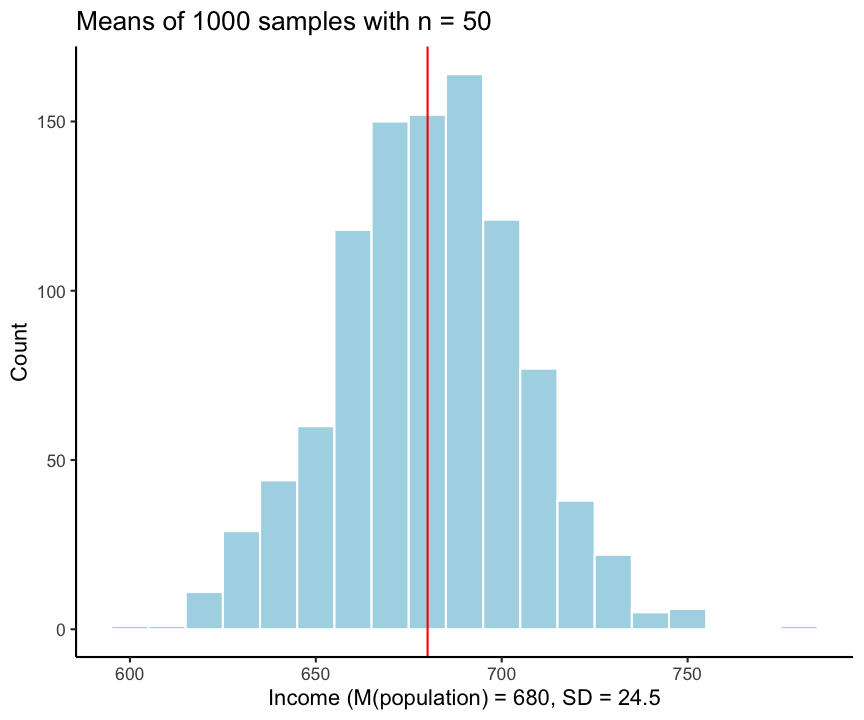 Means of 1000 samples with n = 50
Count
150
100
50
0
600
650
700
750
Income (M(population) = 680, SD = 24.5